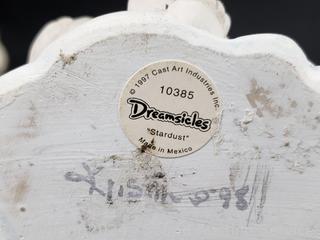 © 1997 Cast Art Industries Inc.
10385
Dreamsicles
"Stardust"
Made in Mexico